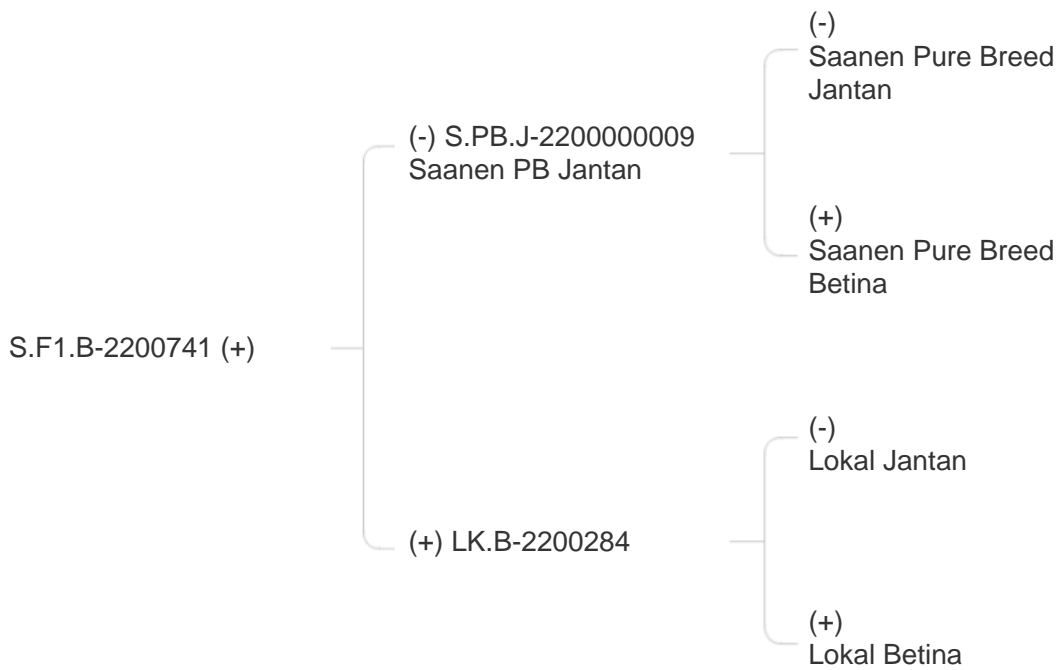 S.F1.B-2200741 (+)
(-) S.PB.J-2200000009
Saanen PB Jantan
(-)
Saanen Pure Breed
Jantan
(+)
Saanen Pure Breed
Betina
(+) LK.B-2200284
(-)
Lokal Jantan
(+)
Lokal Betina